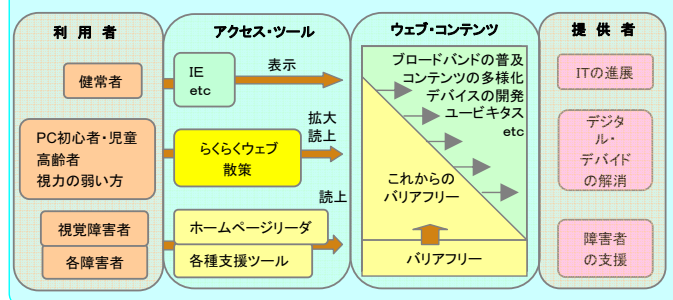 利用者
アクセス・ツール
ウェブ・コンテンツ
提供者
健常者
IE
etc
表示
ブロードバンドの普及
コンテンツの多様化
デバイスの開発
ユービキタス
etc
ITの進展
PC初心者・児童
高齢者
視力の弱い方
らくらくウェブ
散策
拡大
読上
これからの
バリアフリー
デジタ
ル・
デバイド
の解消
視覚障害者
各障害者
ホームページリーダ
各種支援ツール
読上
バリアフリー
障害者
の支援